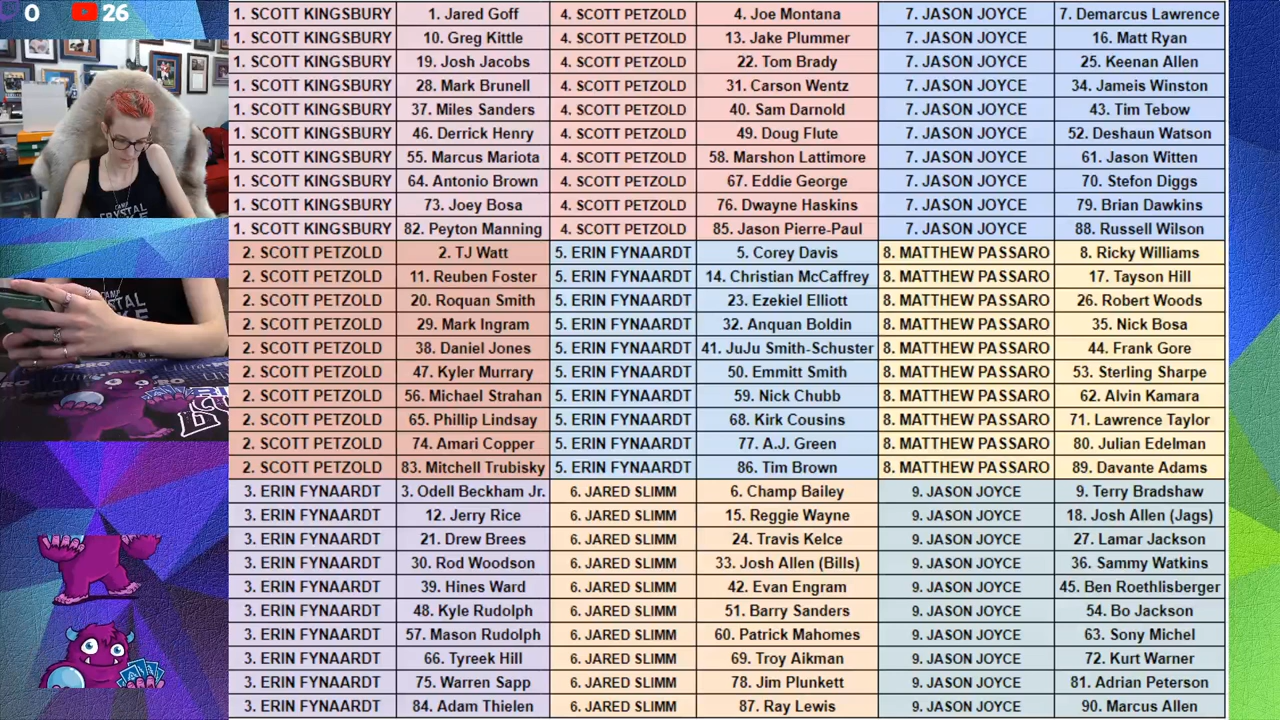 0 26
1. SCOTT KINGSBURY 1. Jared Goff 4. SCOTT PETZOLD 4. Joe Montana 7. JASON JOYCE 7. Demarcus Lawrence
1. SCOTT KINGSBURY 10. Greg Kittle 4. SCOTT PETZOLD 13. Jake Plummer 7. JASON JOYCE 16. Matt Ryan
1. SCOTT KINGSBURY 19. Josh Jacobs 4. SCOTT PETZOLD 22. Tom Brady 7. JASON JOYCE 25. Keenan Allen
1. SCOTT KINGSBURY 28. Mark Brunell 4. SCOTT PETZOLD 31. Carson Wentz 7. JASON JOYCE 34. Jameis Winston
1. SCOTT KINGSBURY 37. Miles Sanders 4. SCOTT PETZOLD 40. Sam Darnold 7. JASON JOYCE 43. Tim Tebow
1. SCOTT KINGSBURY 46. Derrick Henry 4. SCOTT PETZOLD 49. Doug Flute 7. JASON JOYCE 52. Deshaun Watson
1. SCOTT KINGSBURY 55. Marcus Mariota 4. SCOTT PETZOLD 58. Marshon Lattimore 7. JASON JOYCE 61. Jason Witten
1. SCOTT KINGSBURY 64. Antonio Brown 4. SCOTT PETZOLD 67. Eddie George 7. JASON JOYCE 70. Stefon Diggs
1. SCOTT KINGSBURY 73. Joey Bosa 4. SCOTT PETZOLD 76. Dwayne Haskins 7. JASON JOYCE 79. Brian Dawkins
1. SCOTT KINGSBURY 82. Peyton Manning 4. SCOTT PETZOLD 85. Jason Pierre-Paul 7. JASON JOYCE 88. Russell Wilson
2. SCOTT PETZOLD 2. TJ Watt 5. ERIN FYNAARDT 5. Corey Davis 8. MATTHEW PASSARO 8. Ricky Williams
2. SCOTT PETZOLD 11. Reuben Foster 5. ERIN FYNAARDT 14. Christian McCaffrey 8. MATTHEW PASSARO 17. Tayson Hill
2. SCOTT PETZOLD 20. Roquan Smith 5. ERIN FYNAARDT 23. Ezekiel Elliott 8. MATTHEW PASSARO 26. Robert Woods
2. SCOTT PETZOLD 29. Mark Ingram 5. ERIN FYNAARDT 32. Anquan Boldin 8. MATTHEW PASSARO 35. Nick Bosa
2. SCOTT PETZOLD 38. Daniel Jones 5. ERIN FYNAARDT 41. JuJu Smith-Schuster 8. MATTHEW PASSARO 44. Frank Gore
2. SCOTT PETZOLD 47. Kyler Murrary 5. ERIN FYNAARDT 50. Emmitt Smith 8. MATTHEW PASSARO 53. Sterling Sharpe
2. SCOTT PETZOLD 56. Michael Strahan 5. ERIN FYNAARDT 59. Nick Chubb 8. MATTHEW PASSARO 62. Alvin Kamara
2. SCOTT PETZOLD 65. Phillip Lindsay 5. ERIN FYNAARDT 68. Kirk Cousins 8. MATTHEW PASSARO 71. Lawrence Taylor
2. SCOTT PETZOLD 74. Amari Copper 5. ERIN FYNAARDT 77. A.J. Green 8. MATTHEW PASSARO 80. Julian Edelman
2. SCOTT PETZOLD 83. Mitchell Trubisky 5. ERIN FYNAARDT 86. Tim Brown 8. MATTHEW PASSARO 89. Davante Adams
3. ERIN FYNAARDT 3. Odell Beckham Jr. 6. JARED SLIMM 6. Champ Bailey 9. JASON JOYCE 9. Terry Bradshaw
3. ERIN FYNAARDT 12. Jerry Rice 6. JARED SLIMM 15. Reggie Wayne 9. JASON JOYCE 18. Josh Allen (Jags)
3. ERIN FYNAARDT 21. Drew Brees 6. JARED SLIMM 24. Travis Kelce 9. JASON JOYCE 27. Lamar Jackson
3. ERIN FYNAARDT 30. Rod Woodson 6. JARED SLIMM 33. Josh Allen (Bills) 9. JASON JOYCE 36. Sammy Watkins
3. ERIN FYNAARDT 39. Hines Ward 6. JARED SLIMM 42. Evan Engram 9. JASON JOYCE 45. Ben Roethlisberger
3. ERIN FYNAARDT 48. Kyle Rudolph 6. JARED SLIMM 51. Barry Sanders 9. JASON JOYCE 54. Bo Jackson
3. ERIN FYNAARDT 57. Mason Rudolph 6. JARED SLIMM 60. Patrick Mahomes 9. JASON JOYCE 63. Sony Michel
3. ERIN FYNAARDT 66. Tyreek Hill 6. JARED SLIMM 69. Troy Aikman 9. JASON JOYCE 72. Kurt Warner
3. ERIN FYNAARDT 75. Warren Sapp 6. JARED SLIMM 78. Jim Plunkett 9. JASON JOYCE 81. Adrian Peterson
3. ERIN FYNAARDT 84. Adam Thielen 6. JARED SLIMM 87. Ray Lewis 9. JASON JOYCE 90. Marcus Allen